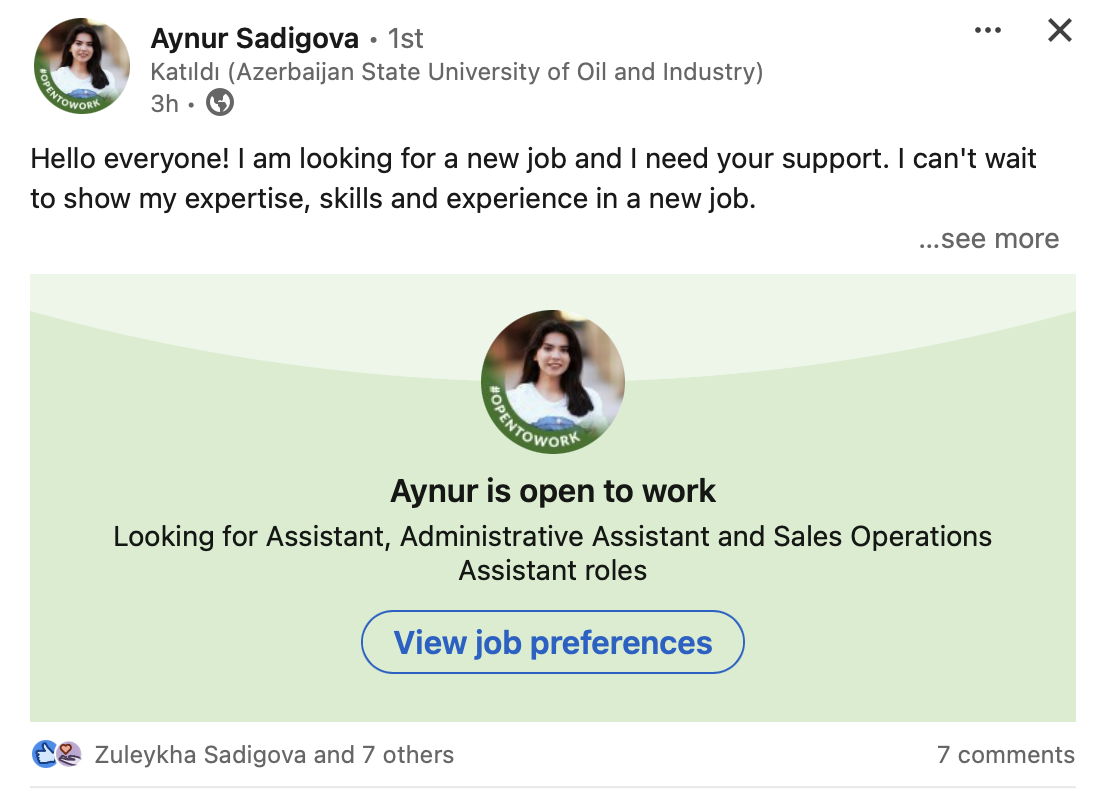 Aynur Sadigova • 1st
Katıldı (Azerbaijan State University of Oil and Industry)
3h •
Hello everyone! I am looking for a new job and I need your support. I can't wait
to show my expertise, skills and experience in a new job.
...see more
#OPENTOWORK
#OPENTOWORK
Aynur is open to work
Looking for Assistant, Administrative Assistant and Sales Operations
Assistant roles
View job preferences
Zuleykha Sadigova and 7 others
7 comments